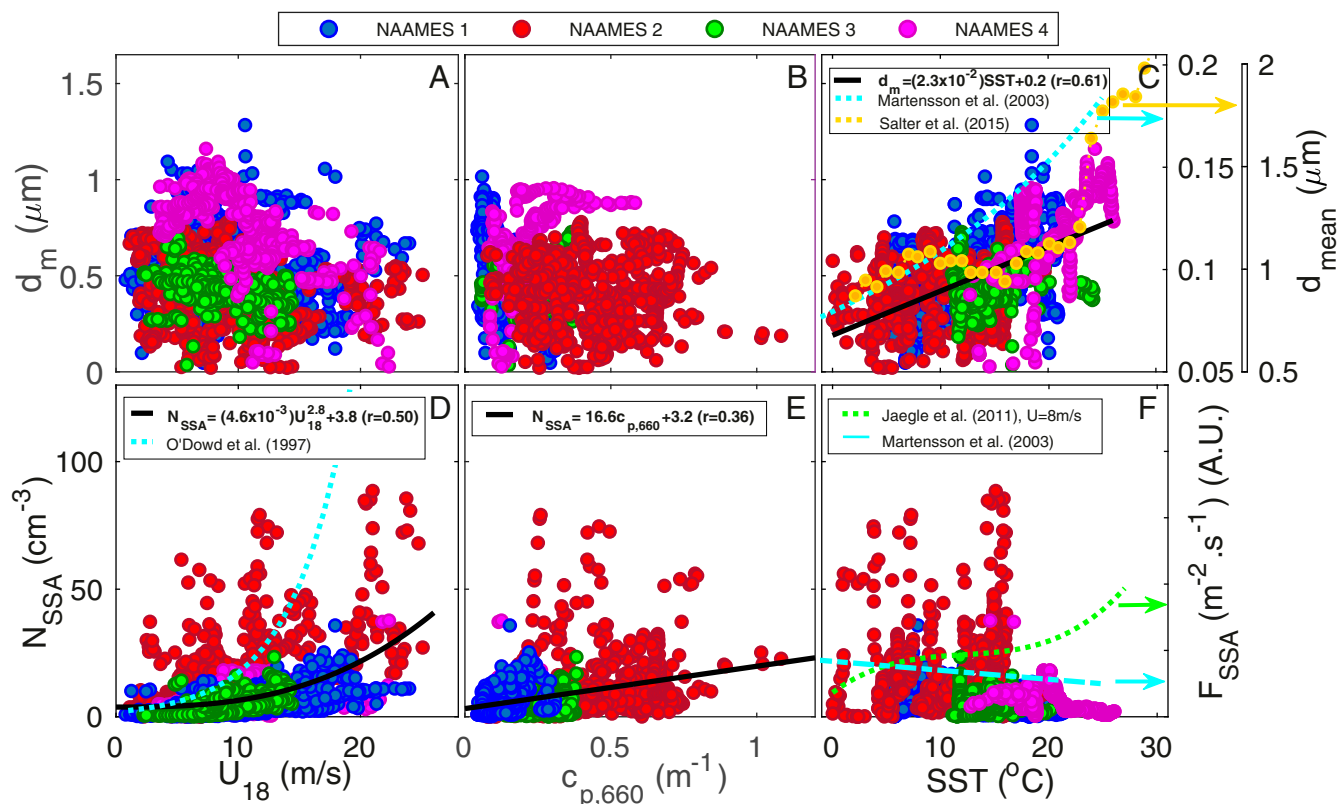 NAAMES 1 NAAMES 2 NAAMES 3 NAAMES 4
A
B
C
d_m=(2.3x10^-2)SST+0.2 (r=0.61)
Martensson et al. (2003)
Salter et al. (2015)
1.5
1
0.5
0
d_m (μm)
0.2
0.15
0.1
0.05
2
1.5
1
0.5
d_mean (μm)
D
N_SSA= (4.6x10^-3)U_18^2.8+3.8 (r=0.50)
O'Dowd et al. (1997)
E
N_SSA= 16.6c_p,660+3.2 (r=0.36)
F
Jaegle et al. (2011), U=8m/s
Martensson et al. (2003)
100
50
0
N_SSA (cm^-3)
F_SSA (m^-2.s^-1) (A.U.)
0 10 20
U_18 (m/s)
0 0.5 1
c_p,660 (m^-1)
0 10 20 30
SST (°C)